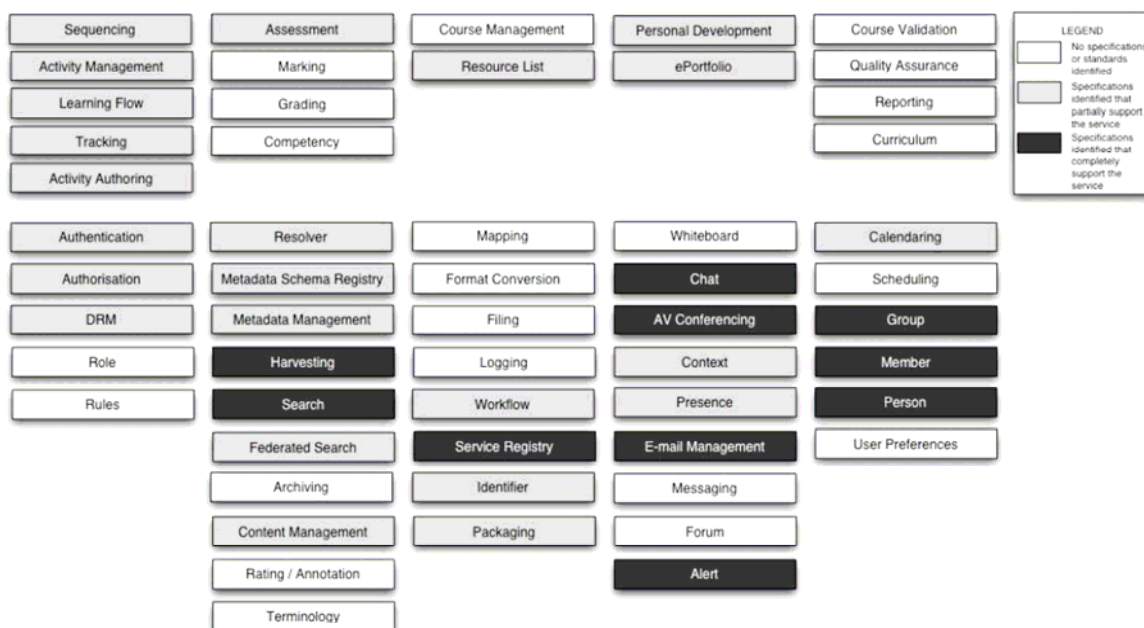 Sequencing
Activity Management
Learning Flow
Tracking
Activity Authoring
Assessment
Marking
Grading
Competency
Course Management
Resource List
Personal Development
ePortfolio
Course Validation
Quality Assurance
Reporting
Curriculum
LEGEND
No specifications
or standards
identified
Specifications
identified that
partially support
the service
Specifications
identified that
completely
support the
service
Authentication
Authorisation
DRM
Role
Rules
Resolver
Metadata Schema Registry
Metadata Management
Harvesting
Search
Federated Search
Archiving
Content Management
Rating / Annotation
Terminology
Mapping
Format Conversion
Filing
Logging
Workflow
Service Registry
Identifier
Packaging
Whiteboard
Chat
AV Conferencing
Context
Presence
E-mail Management
Messaging
Forum
Alert
Calendaring
Scheduling
Group
Member
Person
User Preferences